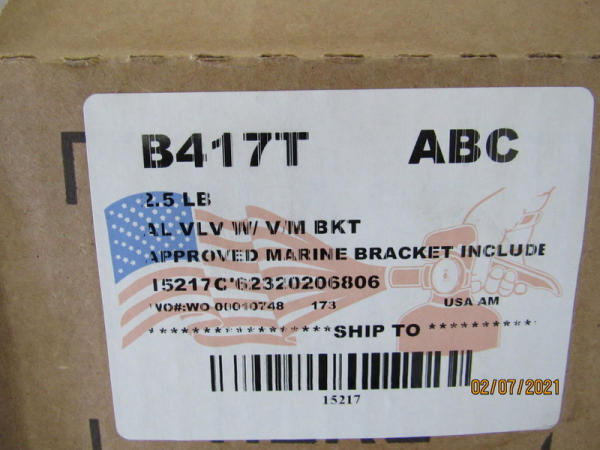 B417T ABC
2.5 LB
AL VLV W/ V/M BKT
APPROVED MARINE BRACKET INCLUDE
15217C*62320206806
WO#:WO-00010748 173 USA AM
******************SHIP TO **********
15217
02/07/2021